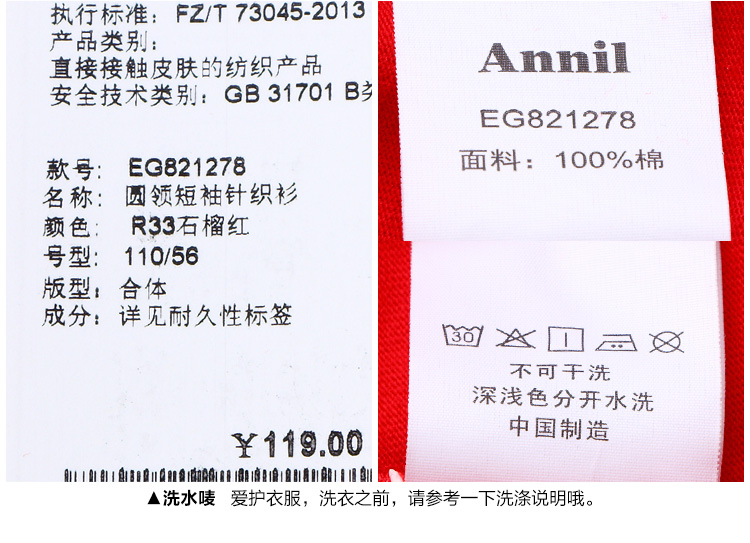 执行标准: FZ/T 73045-2013
产品类别:
直接接触皮肤的纺织产品
安全技术类别: GB 31701 B类
款号: EG821278
名称: 圆领短袖针织衫
颜色: R33石榴红
号型: 110/56
版型: 合体
成分: 详见耐久性标签
¥119.00
Annil
EG821278
面料: 100%棉
30
不可干洗
深浅色分开水洗
中国制造
▲洗水唛 爱护衣服，洗衣之前，请参考一下洗涤说明哦。